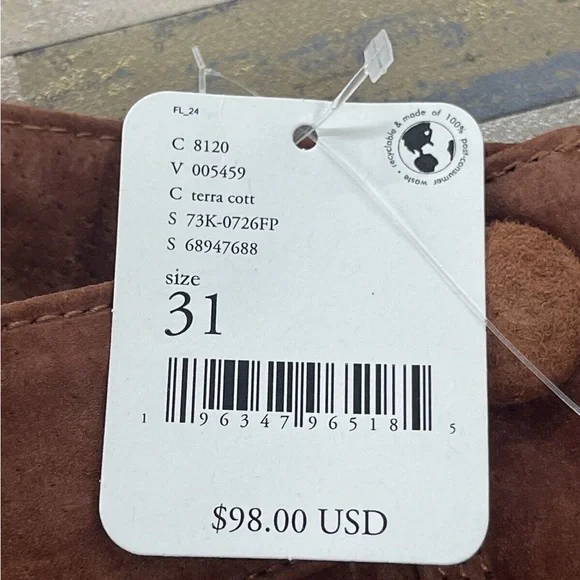 FL_24
C 8120
V 005459
C terra cott
S 73K-0726FP
S 68947688
size
31
1 96347 96518 5
$98.00 USD
recyclable & made of 100% post-consumer waste •